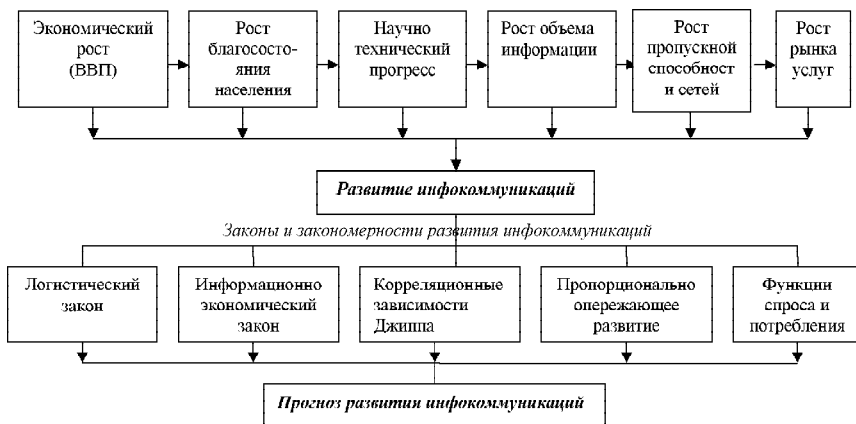 Экономический
рост
(ВВП)
Рост
благососто-
яния
населения
Научно
технический
прогресс
Рост объема
информации
Рост
пропускной
способност
и сетей
Рост
рынка
услуг
Развитие инфокоммуникаций
Законы и закономерности развития инфокоммуникаций
Логистический
закон
Информационно
экономический
закон
Корреляционные
зависимости
Джиппа
Пропорционально
опережающее
развитие
Функции
спроса и
потребления
Прогноз развития инфокоммуникаций